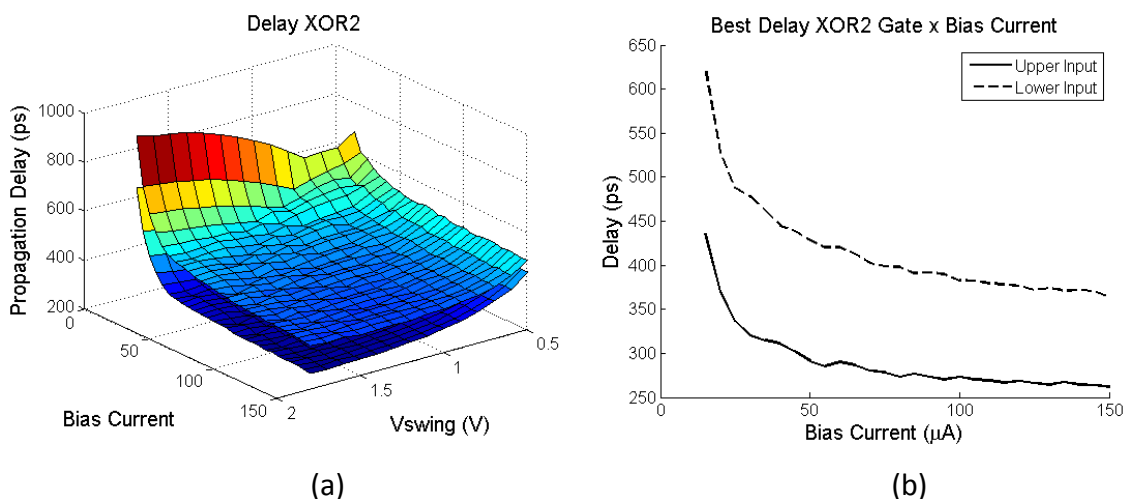 Delay XOR2
1000
800
600
400
200
Propagation Delay (ps)
0
50
100
150
Bias Current
2
1.5
1
0.5
Vswing (V)
(a)
Best Delay XOR2 Gate x Bias Current
650
600
550
500
450
400
350
300
250
Delay (ps)
Upper Input
Lower Input
0
50
100
150
Bias Current (μA)
(b)